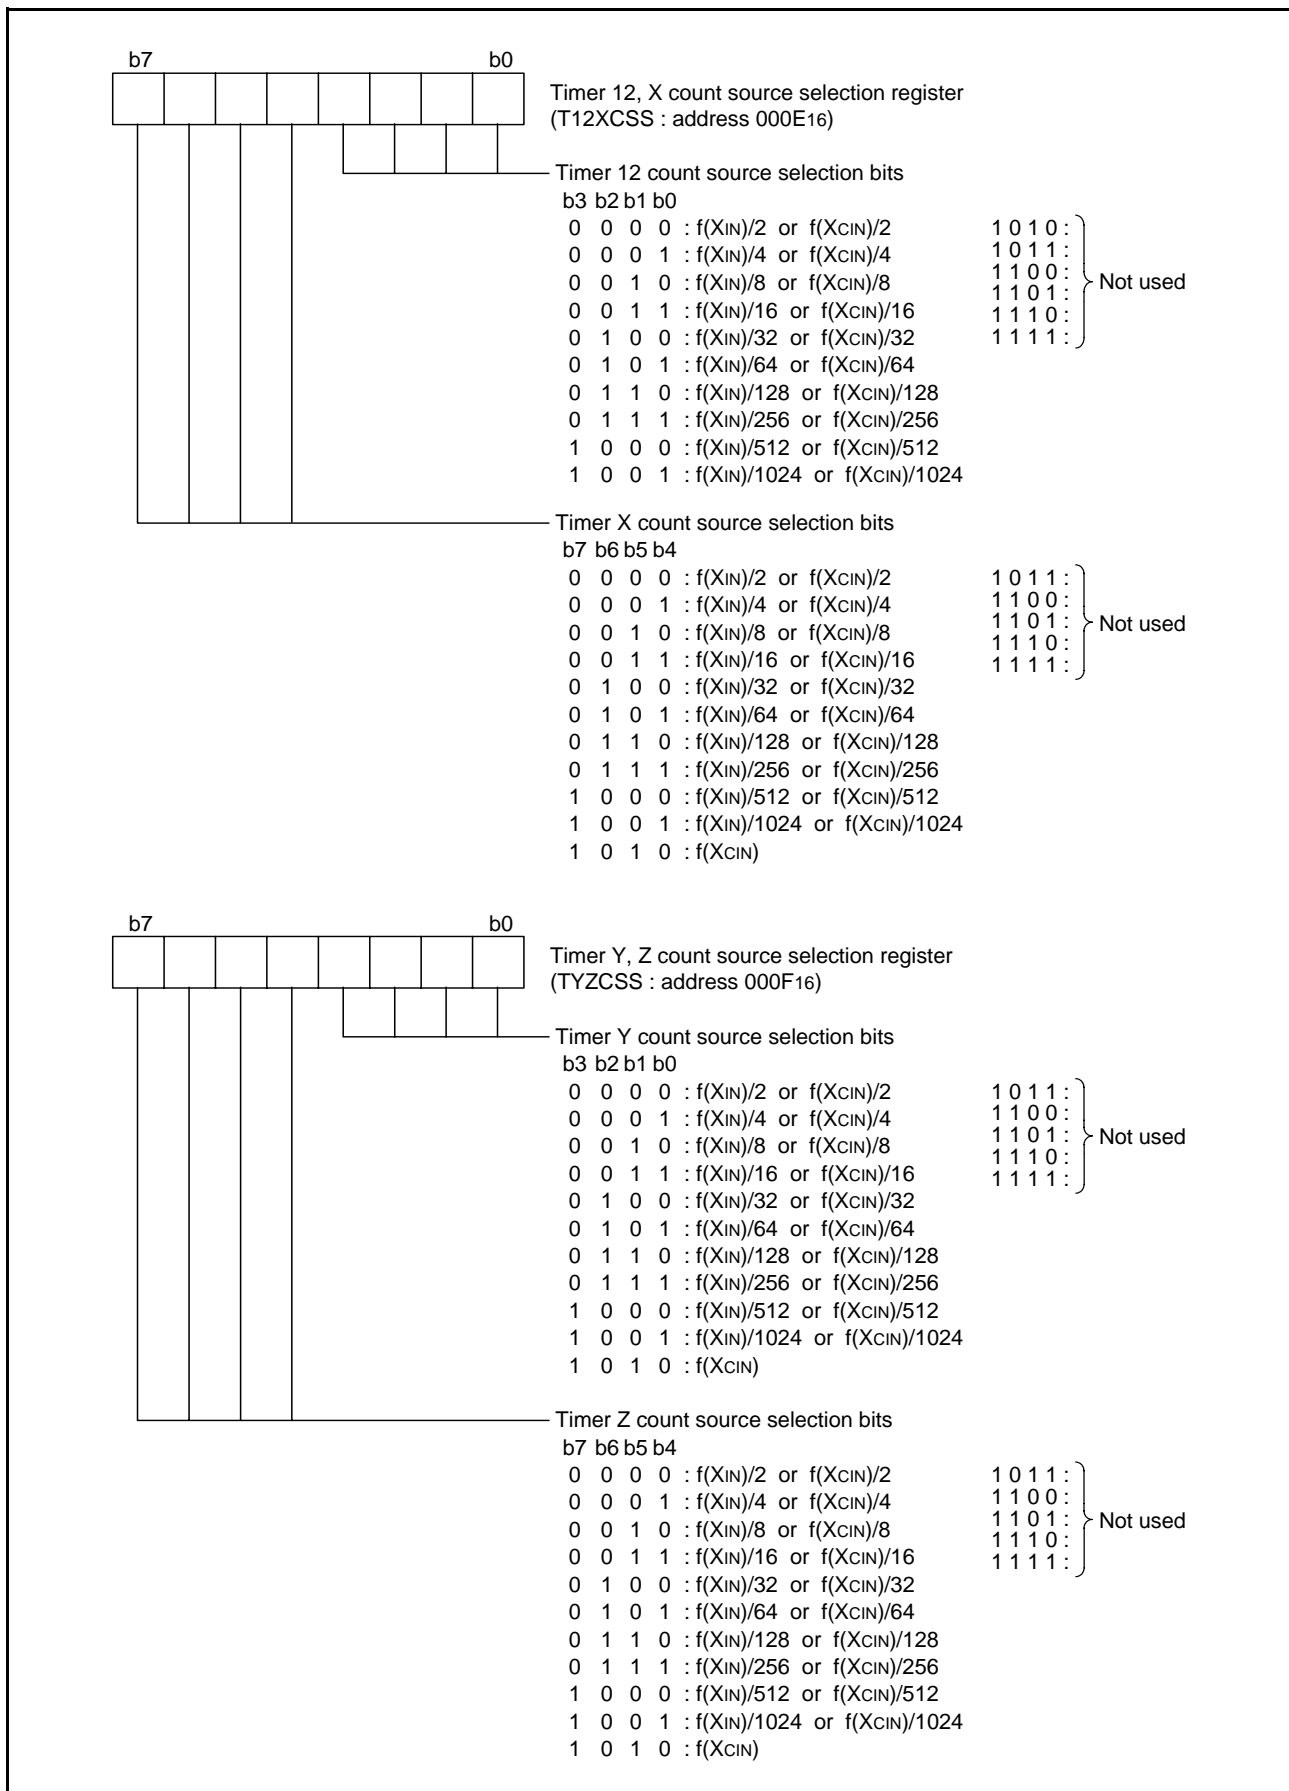 b7 b0
Timer 12, X count source selection register
(T12XCSS : address 000E16)
Timer 12 count source selection bits
b3 b2 b1 b0
0 0 0 0 : f(XIN)/2 or f(XCIN)/2 1 0 1 0 :
0 0 0 1 : f(XIN)/4 or f(XCIN)/4 1 0 1 1 :
0 0 1 0 : f(XIN)/8 or f(XCIN)/8 1 1 0 0 : Not used
0 0 1 1 : f(XIN)/16 or f(XCIN)/16 1 1 0 1 :
0 1 0 0 : f(XIN)/32 or f(XCIN)/32 1 1 1 0 :
0 1 0 1 : f(XIN)/64 or f(XCIN)/64 1 1 1 1 :
0 1 1 0 : f(XIN)/128 or f(XCIN)/128
0 1 1 1 : f(XIN)/256 or f(XCIN)/256
1 0 0 0 : f(XIN)/512 or f(XCIN)/512
1 0 0 1 : f(XIN)/1024 or f(XCIN)/1024
Timer X count source selection bits
b7 b6 b5 b4
0 0 0 0 : f(XIN)/2 or f(XCIN)/2 1 0 1 1 :
0 0 0 1 : f(XIN)/4 or f(XCIN)/4 1 1 0 0 :
0 0 1 0 : f(XIN)/8 or f(XCIN)/8 1 1 0 1 : Not used
0 0 1 1 : f(XIN)/16 or f(XCIN)/16 1 1 1 0 :
0 1 0 0 : f(XIN)/32 or f(XCIN)/32 1 1 1 1 :
0 1 0 1 : f(XIN)/64 or f(XCIN)/64
0 1 1 0 : f(XIN)/128 or f(XCIN)/128
0 1 1 1 : f(XIN)/256 or f(XCIN)/256
1 0 0 0 : f(XIN)/512 or f(XCIN)/512
1 0 0 1 : f(XIN)/1024 or f(XCIN)/1024
1 0 1 0 : f(XCIN)
b7 b0
Timer Y, Z count source selection register
(TYZCSS : address 000F16)
Timer Y count source selection bits
b3 b2 b1 b0
0 0 0 0 : f(XIN)/2 or f(XCIN)/2 1 0 1 1 :
0 0 0 1 : f(XIN)/4 or f(XCIN)/4 1 1 0 0 :
0 0 1 0 : f(XIN)/8 or f(XCIN)/8 1 1 0 1 : Not used
0 0 1 1 : f(XIN)/16 or f(XCIN)/16 1 1 1 0 :
0 1 0 0 : f(XIN)/32 or f(XCIN)/32 1 1 1 1 :
0 1 0 1 : f(XIN)/64 or f(XCIN)/64
0 1 1 0 : f(XIN)/128 or f(XCIN)/128
0 1 1 1 : f(XIN)/256 or f(XCIN)/256
1 0 0 0 : f(XIN)/512 or f(XCIN)/512
1 0 0 1 : f(XIN)/1024 or f(XCIN)/1024
1 0 1 0 : f(XCIN)
Timer Z count source selection bits
b7 b6 b5 b4
0 0 0 0 : f(XIN)/2 or f(XCIN)/2 1 0 1 1 :
0 0 0 1 : f(XIN)/4 or f(XCIN)/4 1 1 0 0 :
0 0 1 0 : f(XIN)/8 or f(XCIN)/8 1 1 0 1 : Not used
0 0 1 1 : f(XIN)/16 or f(XCIN)/16 1 1 1 0 :
0 1 0 0 : f(XIN)/32 or f(XCIN)/32 1 1 1 1 :
0 1 0 1 : f(XIN)/64 or f(XCIN)/64
0 1 1 0 : f(XIN)/128 or f(XCIN)/128
0 1 1 1 : f(XIN)/256 or f(XCIN)/256
1 0 0 0 : f(XIN)/512 or f(XCIN)/512
1 0 0 1 : f(XIN)/1024 or f(XCIN)/1024
1 0 1 0 : f(XCIN)